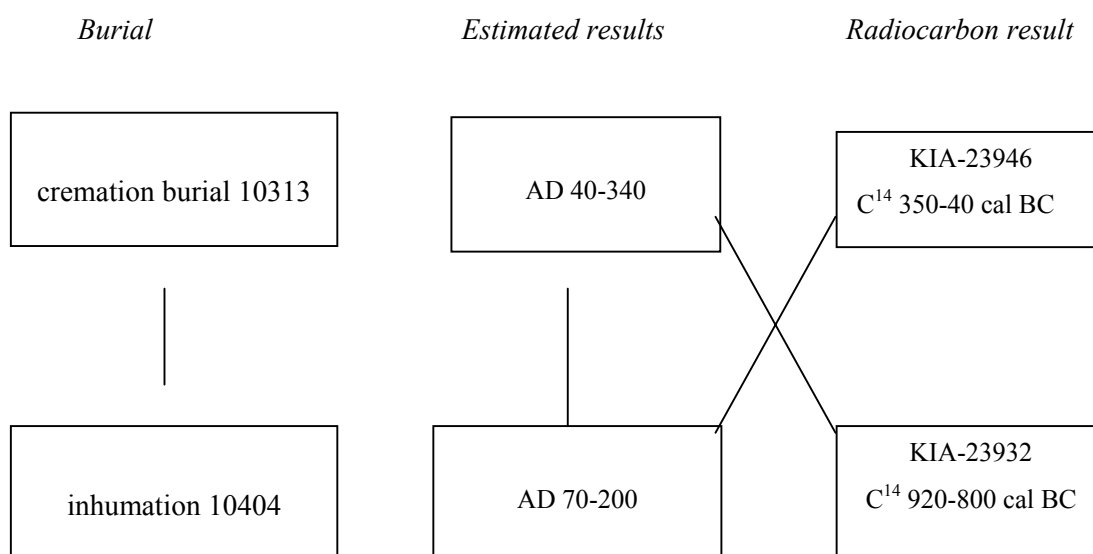 Burial Estimated results Radiocarbon result
cremation burial 10313
AD 40-340
KIA-23946
C¹⁴ 350-40 cal BC
inhumation 10404
AD 70-200
KIA-23932
C¹⁴ 920-800 cal BC